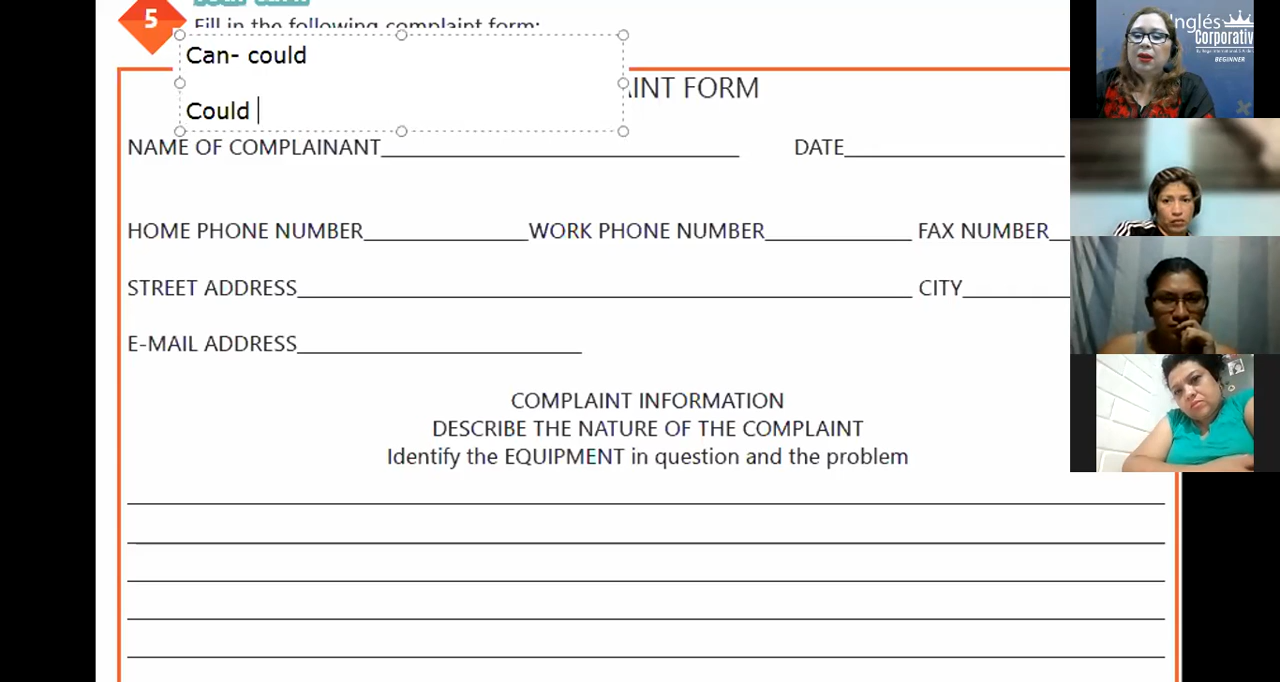 5
Fill in the following complaint form:
Can- could
Could
INT FORM
NAME OF COMPLAINANT DATE
HOME PHONE NUMBER WORK PHONE NUMBER FAX NUMBER
STREET ADDRESS CITY
E-MAIL ADDRESS
COMPLAINT INFORMATION
DESCRIBE THE NATURE OF THE COMPLAINT
Identify the EQUIPMENT in question and the problem
Inglés
Corporativ
BEGINNER